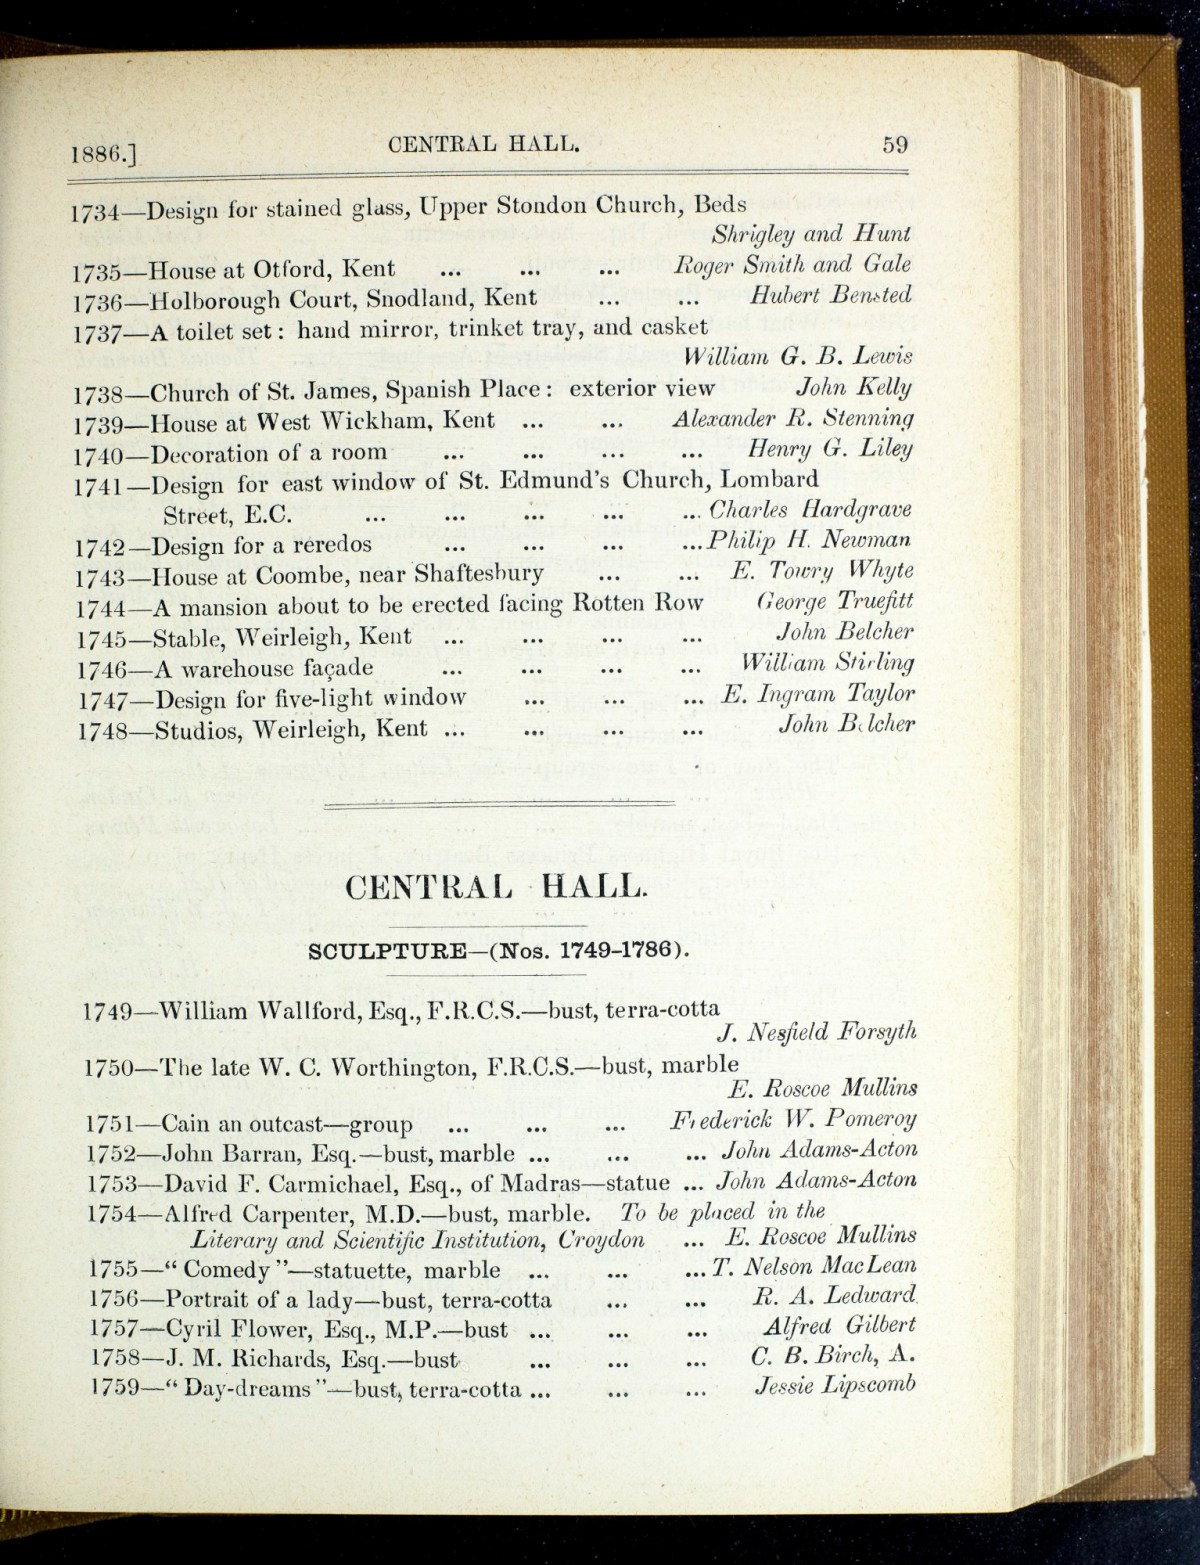 1886.] CENTRAL HALL. 59
1734—Design for stained glass, Upper Stondon Church, Beds
Shrigley and Hunt
1735—House at Otford, Kent ... ... ... Roger Smith and Gale
1736—Holborough Court, Snodland, Kent ... ... Hubert Bensted
1737—A toilet set: hand mirror, trinket tray, and casket
William G. B. Lewis
1738—Church of St. James, Spanish Place: exterior view John Kelly
1739—House at West Wickham, Kent ... ... Alexander R. Stenning
1740—Decoration of a room ... ... ... ... Henry G. Liley
1741—Design for east window of St. Edmund's Church, Lombard
Street, E.C. ... ... ... ... ... Charles Hardgrave
1742—Design for a reredos ... ... ... ... Philip H. Newman
1743—House at Coombe, near Shaftesbury ... ... E. Towry Whyte
1744—A mansion about to be erected facing Rotten Row George Truefitt
1745—Stable, Weirleigh, Kent ... ... ... ... John Belcher
1746—A warehouse façade ... ... ... ... William Stirling
1747—Design for five-light window ... ... ... E. Ingram Taylor
1748—Studios, Weirleigh, Kent ... ... ... ... John Belcher
CENTRAL HALL.
SCULPTURE—(Nos. 1749-1786).
1749—William Wallford, Esq., F.R.C.S.—bust, terra-cotta
J. Nesfield Forsyth
1750—The late W. C. Worthington, F.R.C.S.—bust, marble
E. Roscoe Mullins
1751—Cain an outcast—group ... ... ... Frederick W. Pomeroy
1752—John Barran, Esq.—bust, marble ... ... ... John Adams-Acton
1753—David F. Carmichael, Esq., of Madras—statue ... John Adams-Acton
1754—Alfred Carpenter, M.D.—bust, marble. To be placed in the
Literary and Scientific Institution, Croydon ... E. Roscoe Mullins
1755—“Comedy”—statuette, marble ... ... ... T. Nelson MacLean
1756—Portrait of a lady—bust, terra-cotta ... ... R. A. Ledward
1757—Cyril Flower, Esq., M.P.—bust ... ... ... Alfred Gilbert
1758—J. M. Richards, Esq.—bust ... ... ... C. B. Birch, A.
1759—“Day-dreams”—bust, terra-cotta ... ... ... Jessie Lipscomb